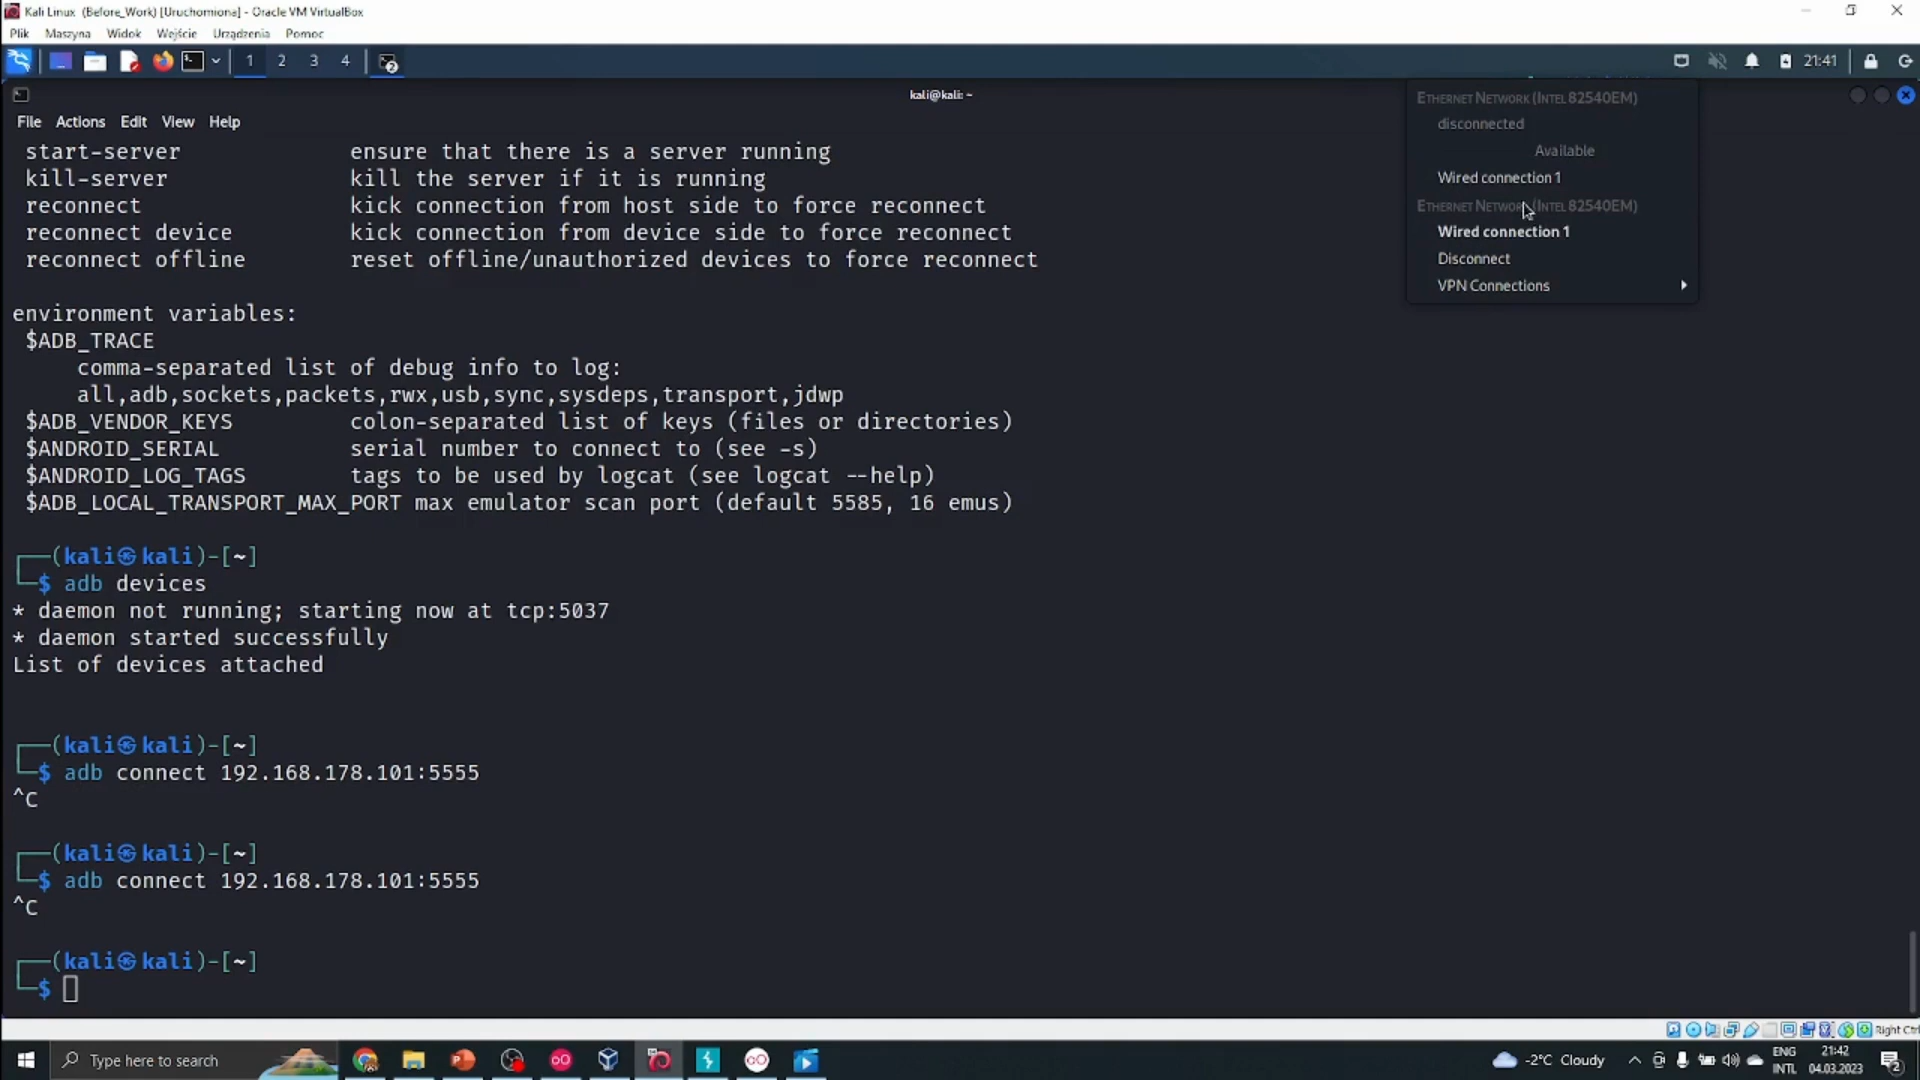 Kali Linux (Before_Work) [Uruchomiona] - Oracle VM VirtualBox
Plik Maszyna Widok Wejście Urządzenia Pomoc
1 2 3 4 2 21:41
kali@kali: ~
File Actions Edit View Help
start-server ensure that there is a server running
kill-server kill the server if it is running
reconnect kick connection from host side to force reconnect
reconnect device kick connection from device side to force reconnect
reconnect offline reset offline/unauthorized devices to force reconnect
environment variables:
$ADB_TRACE
comma-separated list of debug info to log:
all,adb,sockets,packets,rwx,usb,sync,sysdeps,transport,jdwp
$ADB_VENDOR_KEYS colon-separated list of keys (files or directories)
$ANDROID_SERIAL serial number to connect to (see -s)
$ANDROID_LOG_TAGS tags to be used by logcat (see logcat --help)
$ADB_LOCAL_TRANSPORT_MAX_PORT max emulator scan port (default 5585, 16 emus)
┌──(kali㉿kali)-[~]
└─$ adb devices
* daemon not running; starting now at tcp:5037
* daemon started successfully
List of devices attached
┌──(kali㉿kali)-[~]
└─$ adb connect 192.168.178.101:5555
^C
┌──(kali㉿kali)-[~]
└─$ adb connect 192.168.178.101:5555
^C
┌──(kali㉿kali)-[~]
└─$
Ethernet Network (Intel 82540EM)
disconnected
Available
Wired connection 1
Ethernet Network (Intel 82540EM)
Wired connection 1
Disconnect
VPN Connections
Right Ctrl
Type here to search
-2°C Cloudy
ENG
INTL
21:42
04.03.2023
2